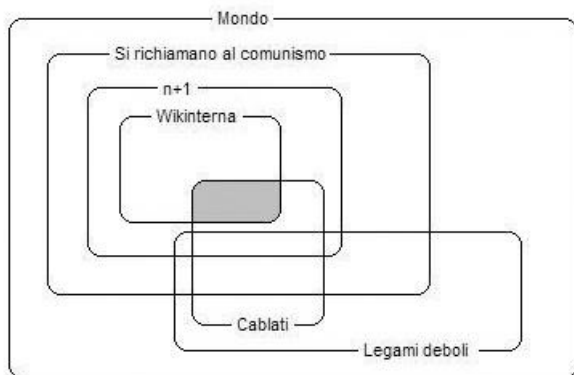 Mondo
Si richiamano al comunismo
n+1
Wikinterna
Cablati
Legami deboli